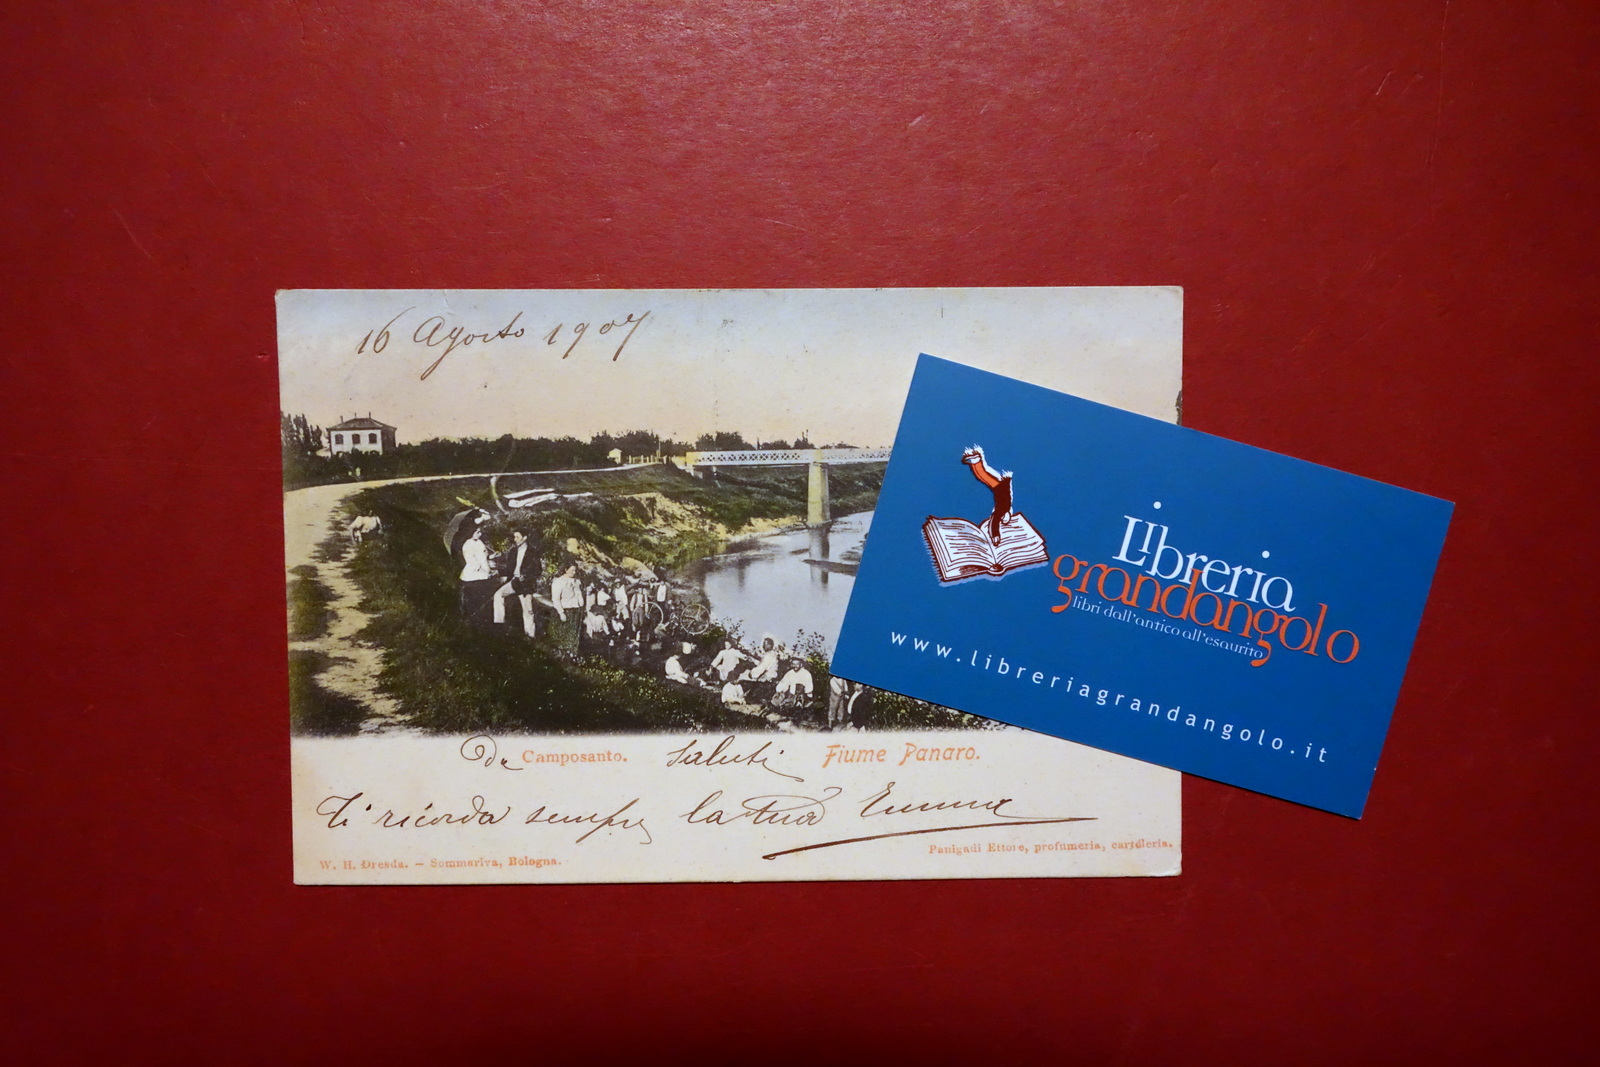 16 Agosto 1907
Da Camposanto. Saluti Fiume Panaro.
Ti ricorda sempre la tua Emma
W. H. Dresda. — Sommariva, Bologna.
Panigadi Ettore, profumeria, cartoleria.
Libreria
grandangolo
libri dall'antico all'esaurito
www.libreriagrandangolo.it